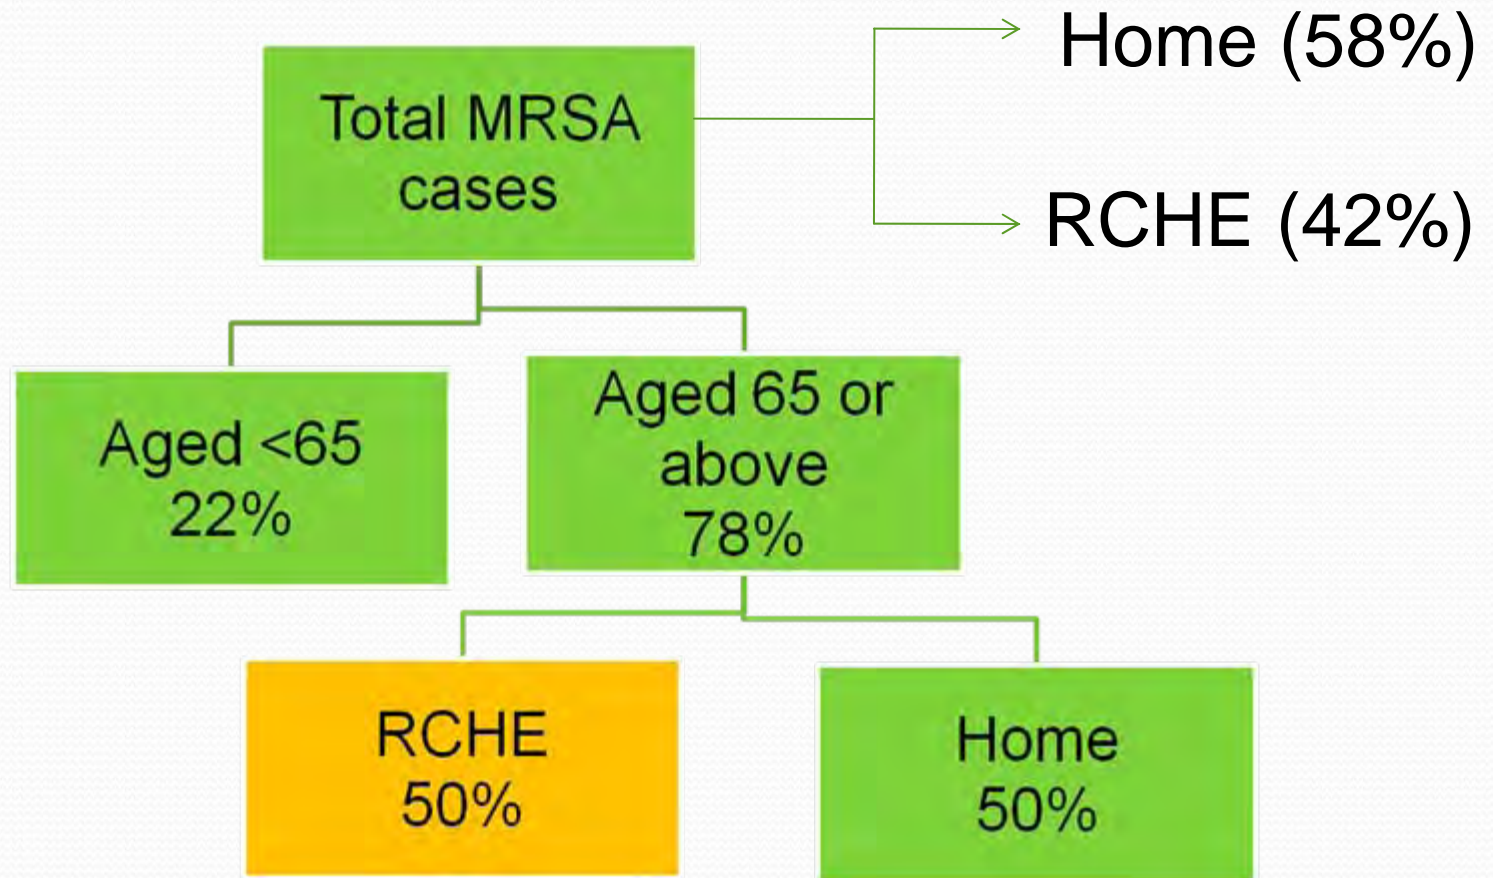 Total MRSA
cases
Home (58%)
RCHE (42%)
Aged <65
22%
Aged 65 or
above
78%
RCHE
50%
Home
50%